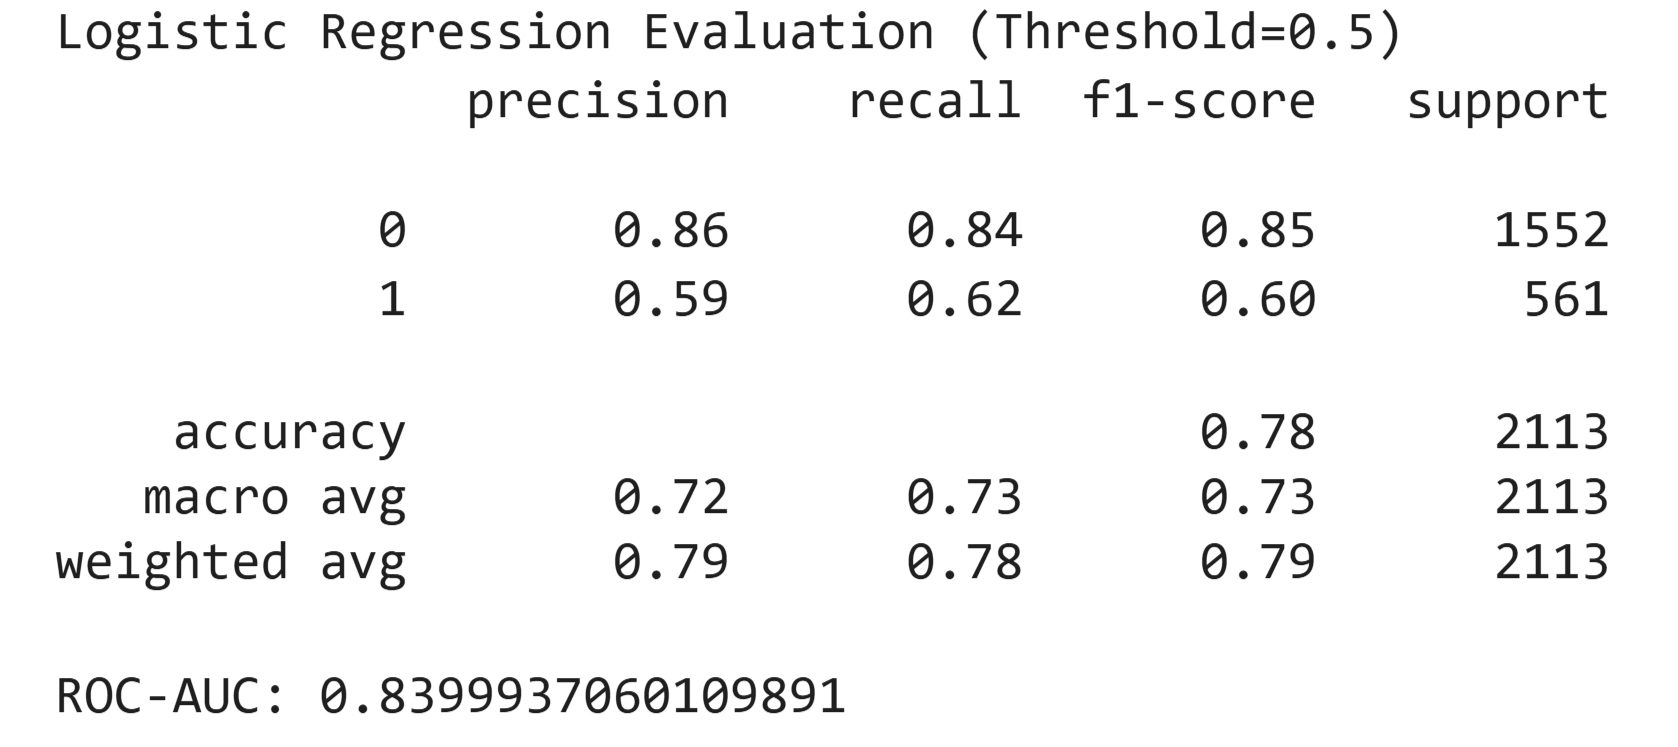 Logistic Regression Evaluation (Threshold=0.5)
precision recall f1-score support
0 0.86 0.84 0.85 1552
1 0.59 0.62 0.60 561
accuracy 0.78 2113
macro avg 0.72 0.73 0.73 2113
weighted avg 0.79 0.78 0.79 2113
ROC-AUC: 0.8399937060109891